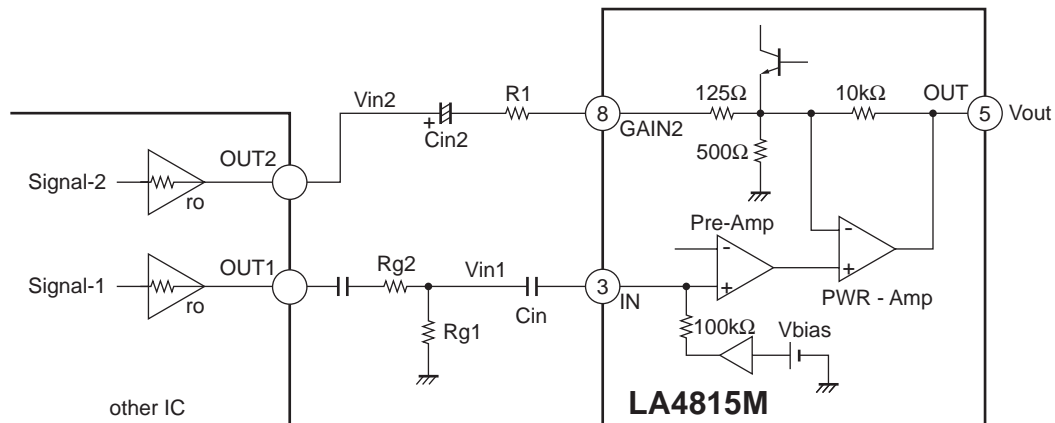 Vin2
R1
125Ω
10kΩ
OUT
8
5
Vout
+
Cin2
GAIN2
OUT2
500Ω
Signal-2
ro
Pre-Amp
-
-
OUT1
Rg2
Vin1
Signal-1
3
+
+
ro
Cin
IN
PWR - Amp
Rg1
100kΩ
Vbias
other IC
LA4815M